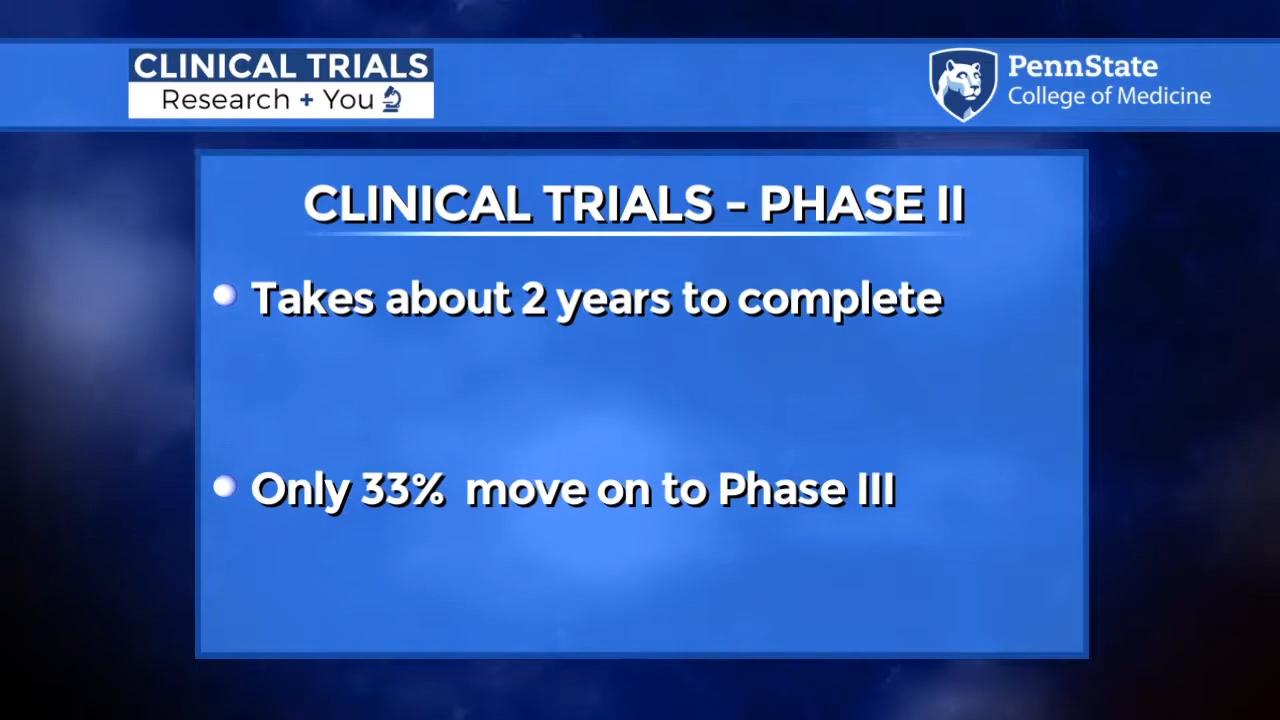 CLINICAL TRIALS
Research + You
PennState
College of Medicine
CLINICAL TRIALS - PHASE II
Takes about 2 years to complete
Only 33% move on to Phase III